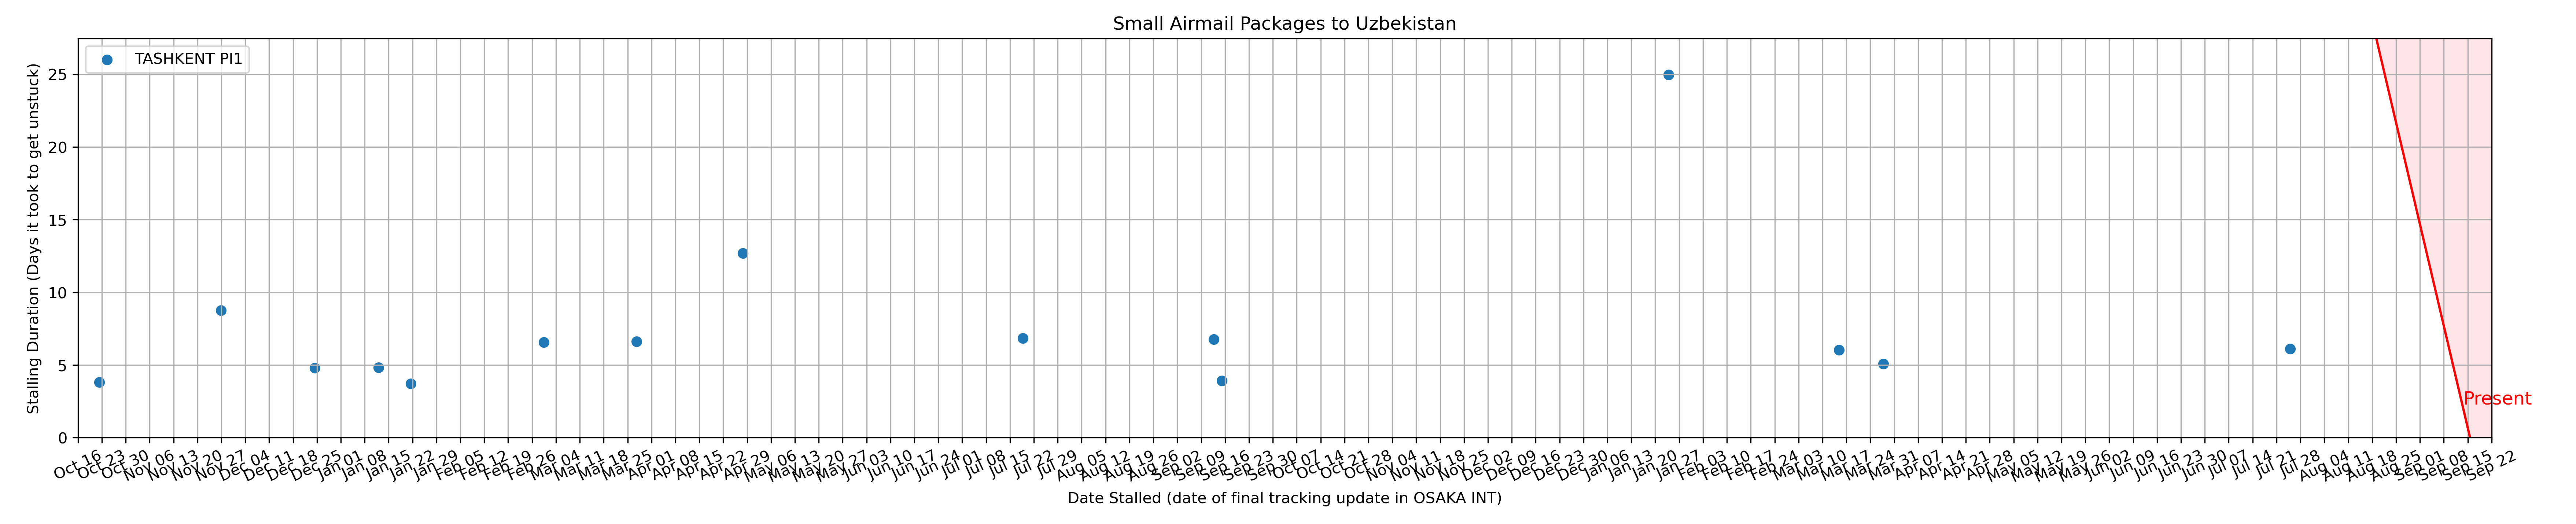 Small Airmail Packages to Uzbekistan
TASHKENT PI1
Stalling Duration (Days it took to get unstuck)
25
20
15
10
5
0
Present
Oct 16
Oct 23
Oct 30
Nov 06
Nov 13
Nov 20
Nov 27
Dec 04
Dec 11
Dec 18
Dec 25
Jan 01
Jan 08
Jan 15
Jan 22
Jan 29
Feb 05
Feb 12
Feb 19
Feb 26
Mar 04
Mar 11
Mar 18
Mar 25
Apr 01
Apr 08
Apr 15
Apr 22
Apr 29
May 06
May 13
May 20
May 27
Jun 03
Jun 10
Jun 17
Jun 24
Jul 01
Jul 08
Jul 15
Jul 22
Jul 29
Aug 05
Aug 12
Aug 19
Aug 26
Sep 02
Sep 09
Sep 16
Sep 23
Sep 30
Oct 07
Oct 14
Oct 21
Oct 28
Nov 04
Nov 11
Nov 18
Nov 25
Dec 02
Dec 09
Dec 16
Dec 23
Dec 30
Jan 06
Jan 13
Jan 20
Jan 27
Feb 03
Feb 10
Feb 17
Feb 24
Mar 03
Mar 10
Mar 17
Mar 24
Mar 31
Apr 07
Apr 14
Apr 21
Apr 28
May 05
May 12
May 19
May 26
Jun 02
Jun 09
Jun 16
Jun 23
Jun 30
Jul 07
Jul 14
Jul 21
Jul 28
Aug 04
Aug 11
Aug 18
Aug 25
Sep 01
Sep 08
Sep 15
Sep 22
Date Stalled (date of final tracking update in OSAKA INT)